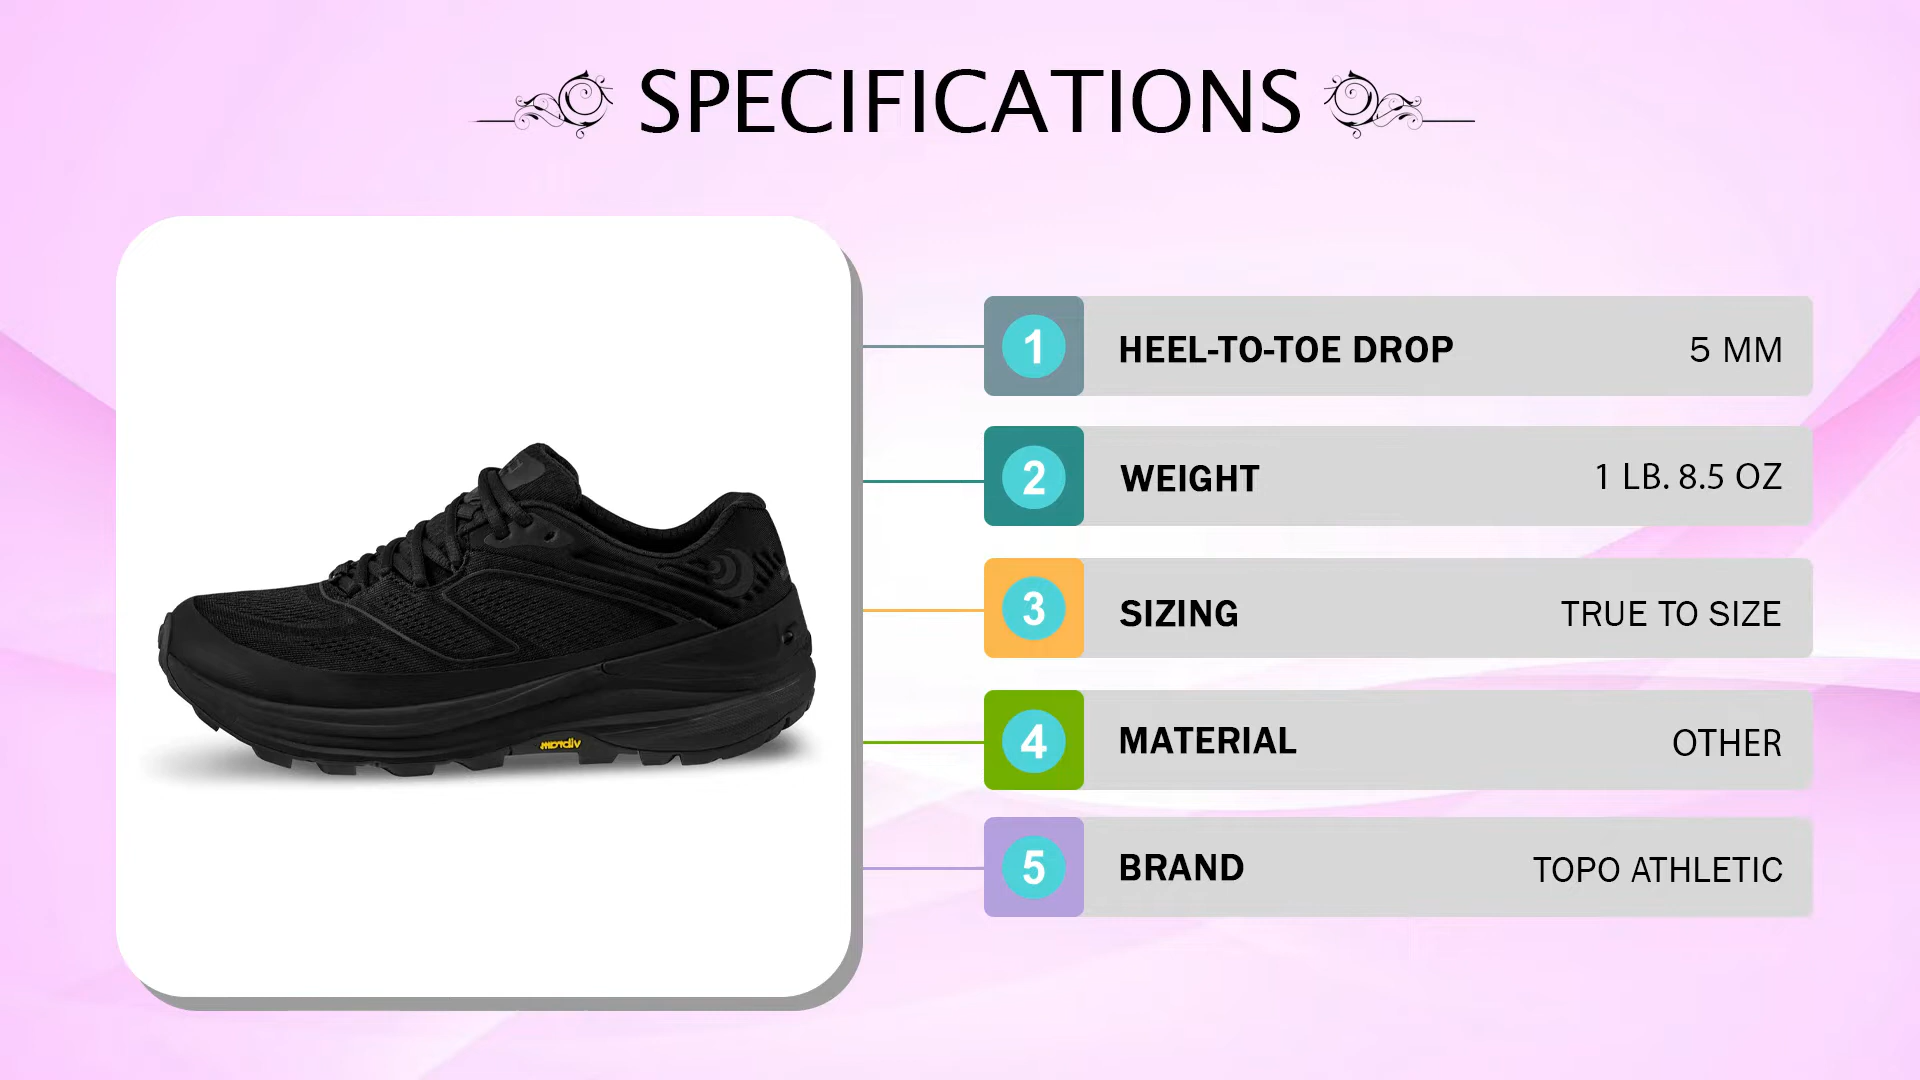 SPECIFICATIONS
1 HEEL-TO-TOE DROP 5 MM
2 WEIGHT 1 LB. 8.5 OZ
3 SIZING TRUE TO SIZE
4 MATERIAL OTHER
5 BRAND TOPO ATHLETIC